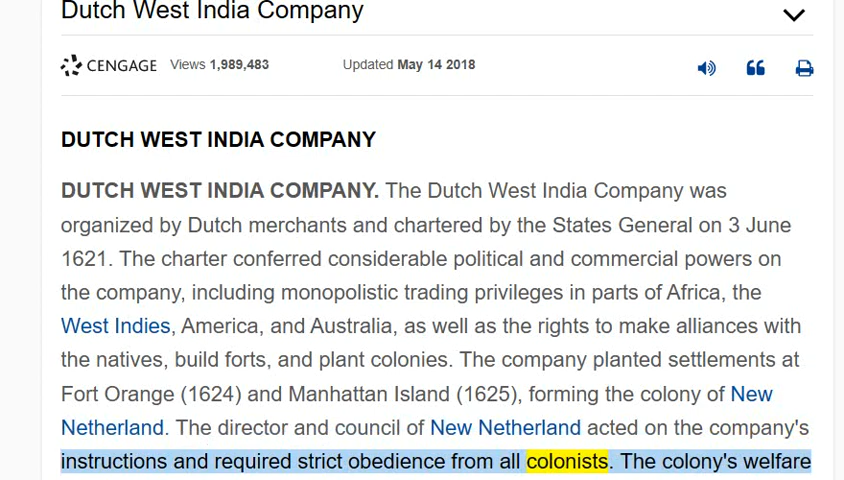 Dutch West India Company
CENGAGE Views 1,989,483 Updated May 14 2018
DUTCH WEST INDIA COMPANY
DUTCH WEST INDIA COMPANY. The Dutch West India Company was
organized by Dutch merchants and chartered by the States General on 3 June
1621. The charter conferred considerable political and commercial powers on
the company, including monopolistic trading privileges in parts of Africa, the
West Indies, America, and Australia, as well as the rights to make alliances with
the natives, build forts, and plant colonies. The company planted settlements at
Fort Orange (1624) and Manhattan Island (1625), forming the colony of New
Netherland. The director and council of New Netherland acted on the company's
instructions and required strict obedience from all colonists. The colony's welfare